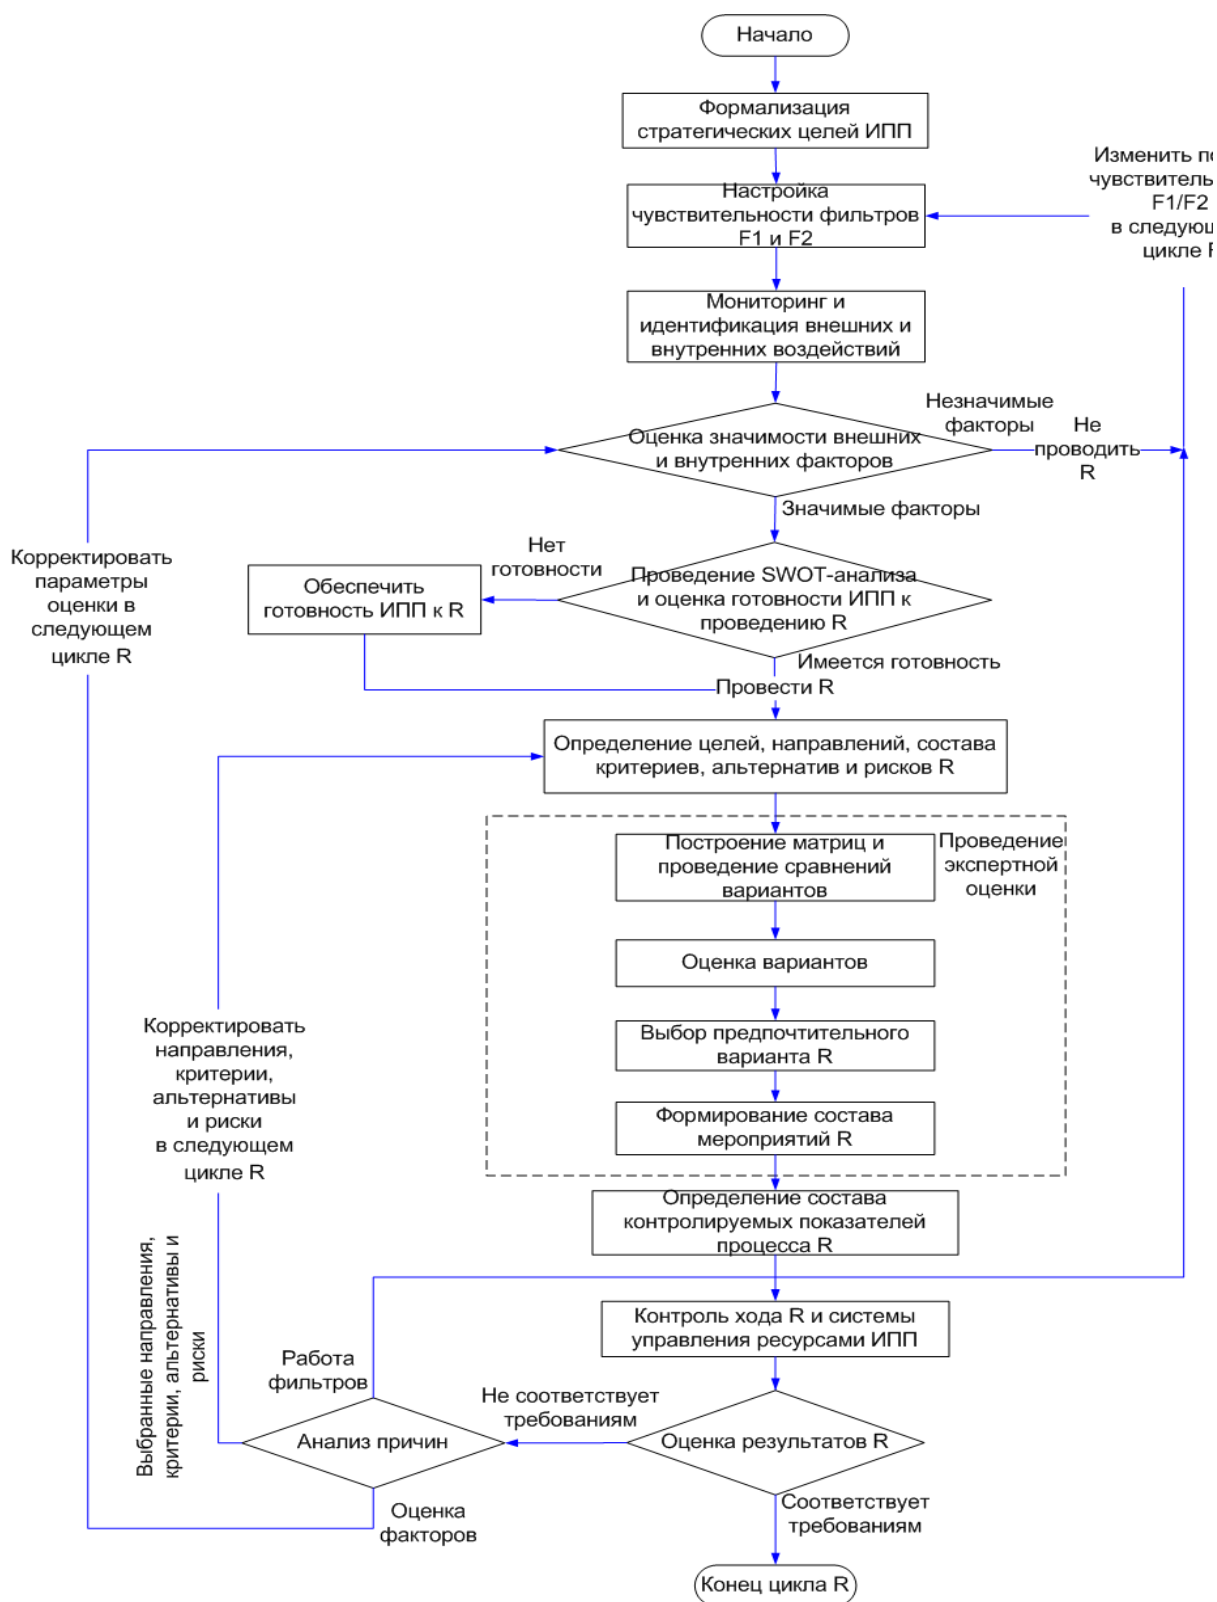 Начало
Формализация
стратегических целей ИПП
Настройка
чувствительности фильтров
F1 и F2
Изменить
F1/F2
в
цикле
Мониторинг и
идентификация внешних и
внутренних воздействий
Оценка значимости внешних
и внутренних факторов
Незначимые
факторы
Не
проводить
R
Значимые факторы
Корректировать
параметры
оценки в
следующем
цикле R
Нет
готовности
Обеспечить
готовность ИПП к R
Проведение SWOT-анализа
и оценка готовности ИПП к
проведению R
Имеется готовность
Провести R
Определение целей, направлений, состава
критериев, альтернатив и рисков R
Построение матриц и
проведение сравнений
вариантов
Проведение
экспертной
оценки
Оценка вариантов
Выбор предпочтительного
варианта R
Формирование состава
мероприятий R
Корректировать
направления,
критерии,
альтернативы
и риски
в следующем
цикле R
Определение состава
контролируемых показателей
процесса R
Выбранные направления,
критерии, альтернативы и
риски
Контроль хода R и системы
управления ресурсами ИПП
Работа
фильтров
Не соответствует
требованиям
Анализ причин
Оценка результатов R
Оценка
факторов
Соответствует
требованиям
Конец цикла R